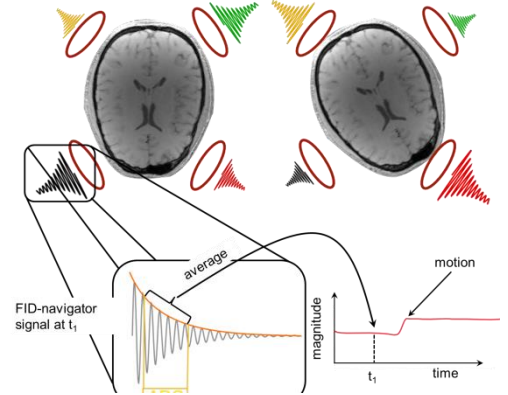 average
motion
FID-navigator
signal at t₁
magnitude
t₁
time